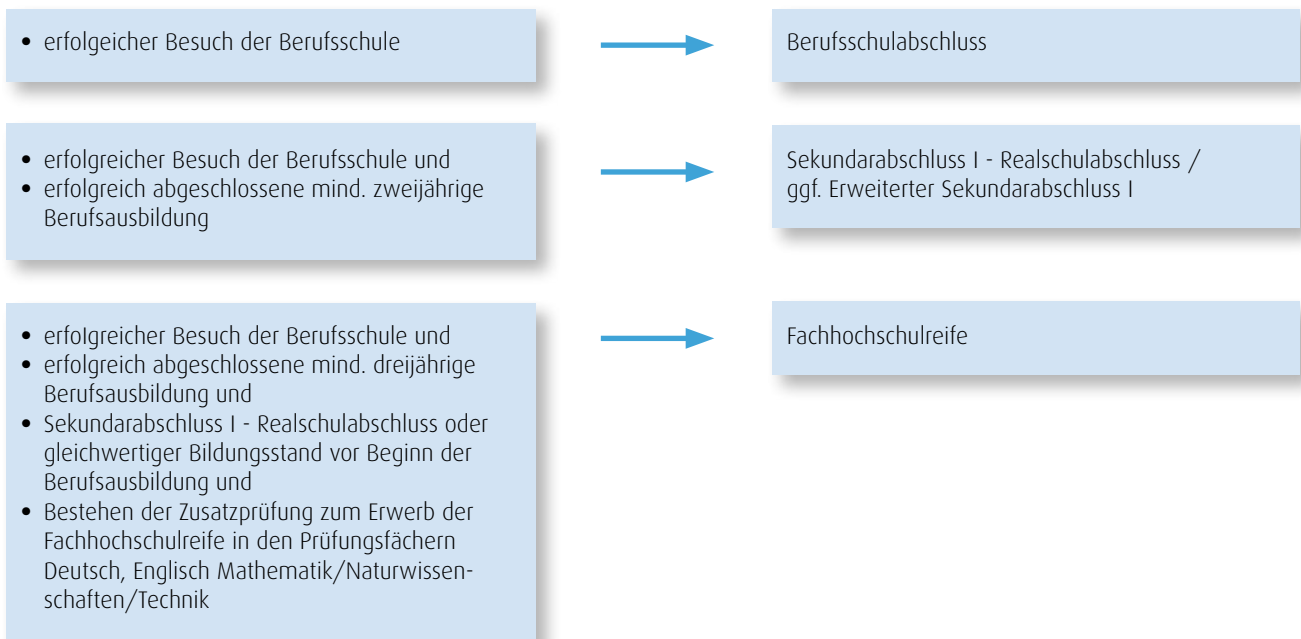 • erfolgeicher Besuch der Berufsschule
Berufsschulabschluss
• erfolgreicher Besuch der Berufsschule und
• erfolgreich abgeschlossene mind. zweijährige
Berufsausbildung
Sekundarabschluss I - Realschulabschluss /
ggf. Erweiterter Sekundarabschluss I
• erfolgreicher Besuch der Berufsschule und
• erfolgreich abgeschlossene mind. dreijährige
Berufsausbildung und
• Sekundarabschluss I - Realschulabschluss oder
gleichwertiger Bildungsstand vor Beginn der
Berufsausbildung und
• Bestehen der Zusatzprüfung zum Erwerb der
Fachhochschulreife in den Prüfungsfächern
Deutsch, Englisch Mathematik/Naturwissen-
schaften/Technik
Fachhochschulreife